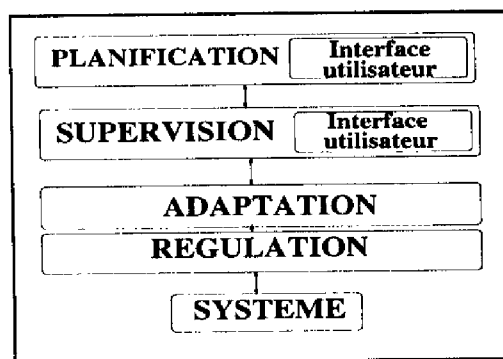 PLANIFICATION
Interface
utilisateur
SUPERVISION
Interface
utilisateur
ADAPTATION
REGULATION
SYSTEME